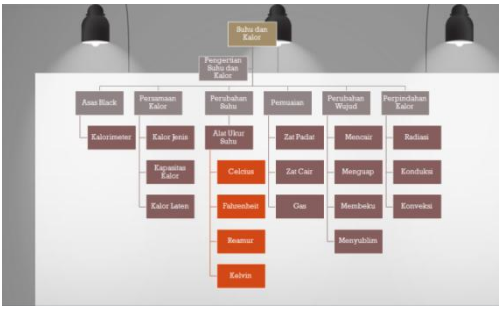 Suhu dan
Kalor
Pengertian
Suhu dan
Kalor
Asas Black
Persamaan
Kalor
Perubahan
Suhu
Pemuaian
Perubahan
Wujud
Perpindahan
Kalor
Kalorimeter
Kalor Jenis
Kapasitas
Kalor
Kalor Laten
Alat Ukur
Suhu
Celcius
Fahrenheit
Reamur
Kelvin
Zat Padat
Zat Cair
Gas
Mencair
Menguap
Membeku
Menyublim
Radiasi
Konduksi
Konveksi